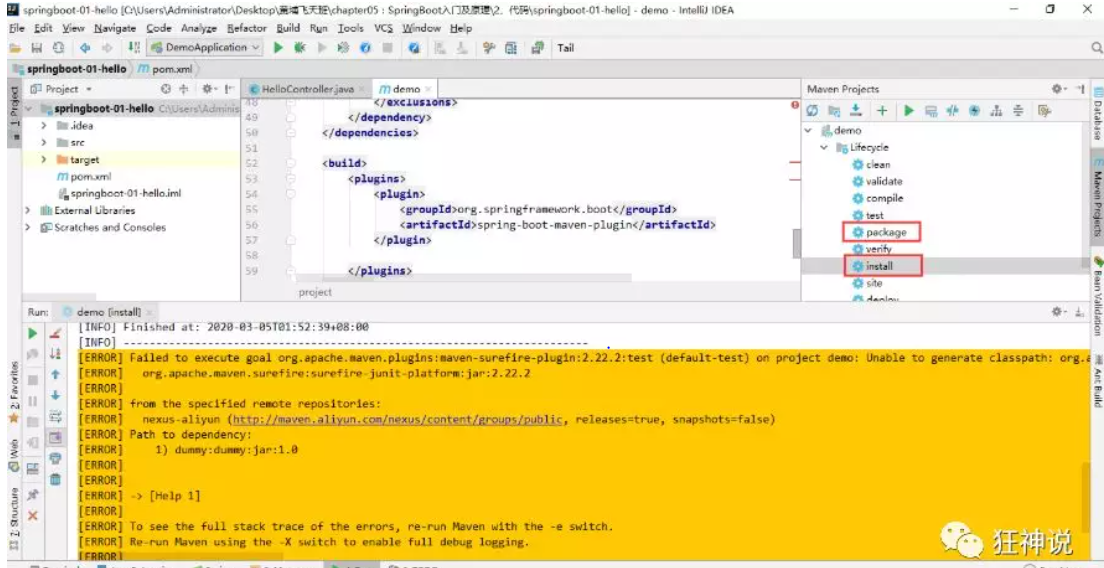 springboot-01-hello [C:\Users\Administrator\Desktop\黄埔飞天班\chapter05：SpringBoot入门及原理\2、代码\springboot-01-hello] - demo - IntelliJ IDEA
File Edit View Navigate Code Analyze Refactor Build Run Tools VCS Window Help
DemoApplication Tail
springboot-01-hello pom.xml
1: Project
Project
springboot-01-hello C:\Users\Adminis
.idea
src
target
pom.xml
springboot-01-hello.iml
External Libraries
Scratches and Consoles
HelloController.java demo
48 </exclusions>
49 </dependency>
50 </dependencies>
51
52 <build>
53 <plugins>
54 <plugin>
55 <groupId>org.springframework.boot</groupId>
56 <artifactId>spring-boot-maven-plugin</artifactId>
57 </plugin>
58
59 </plugins>
project
Maven Projects
demo
Lifecycle
clean
validate
compile
test
package
verify
install
site
deploy
Database
Maven Projects
Bean Validation
Ant Build
Run: demo [install]
[INFO] Finished at: 2020-03-05T01:52:39+08:00
[INFO] ------------------------------------------------------------------------
[ERROR] Failed to execute goal org.apache.maven.plugins:maven-surefire-plugin:2.22.2:test (default-test) on project demo: Unable to generate classpath: org.a
[ERROR] org.apache.maven.surefire:surefire-junit-platform:jar:2.22.2
[ERROR]
[ERROR] from the specified remote repositories:
[ERROR] nexus-aliyun (http://maven.aliyun.com/nexus/content/groups/public, releases=true, snapshots=false)
[ERROR] Path to dependency:
[ERROR] 1) dummy:dummy:jar:1.0
[ERROR]
[ERROR]
[ERROR] -> [Help 1]
[ERROR]
[ERROR] To see the full stack trace of the errors, re-run Maven with the -e switch.
[ERROR] Re-run Maven using the -X switch to enable full debug logging.
[ERROR]
2: Favorites
Web
Z: Structure
狂神说